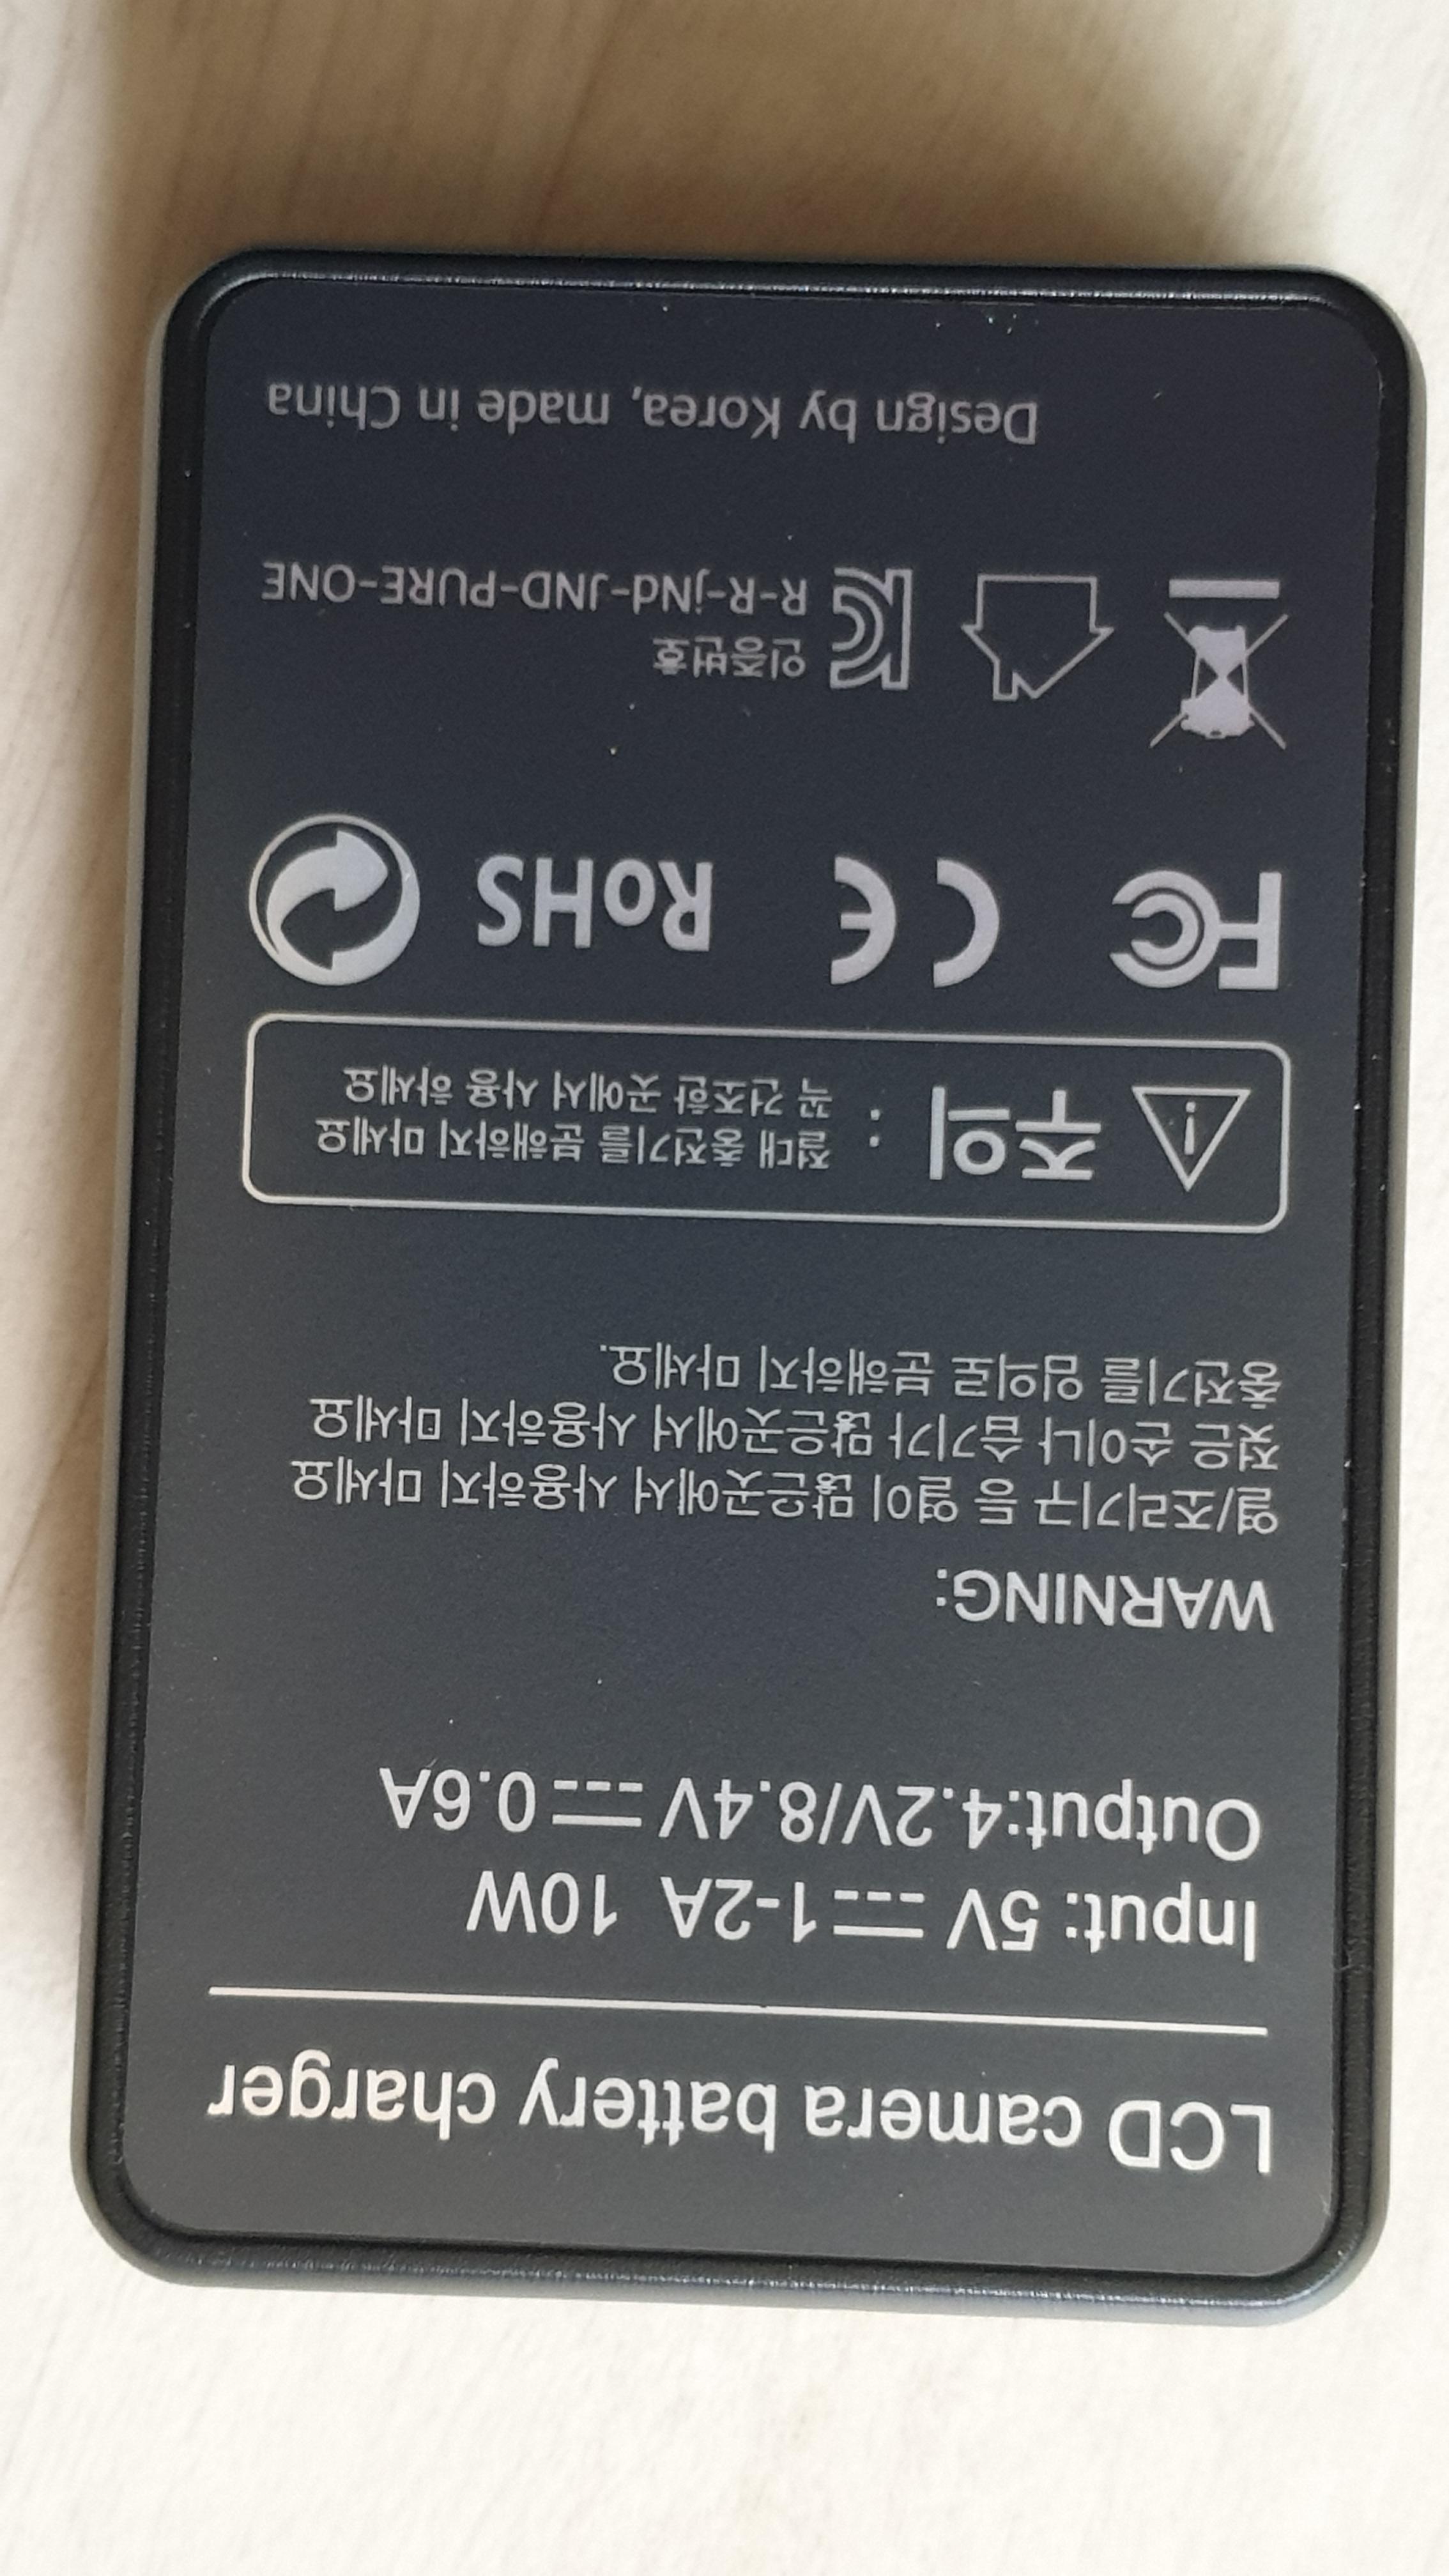 LCD camera battery charger
Input: 5V ⎓ 1-2A 10W
Output:4.2V/8.4V ⎓ 0.6A
WARNING:
열/조리기구 등 열이 많은곳에서 사용하지 마세요
젖은 손이나 습기가 많은곳에서 사용하지 마세요
충전기를 임의로 분해하지 마세요.
주의 :
절대 충전기를 분해하지 마세요
꼭 건조한 곳에서 사용 하세요
FC CE RoHS
KC 인증번호
R-R-jNd-JND-PURE-ONE
Design by Korea, made in China